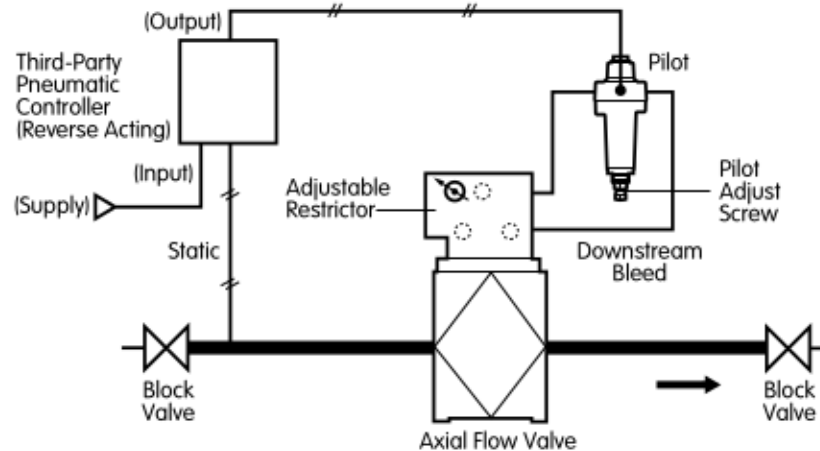 (Output)
Third-Party
Pneumatic
Controller
(Reverse Acting)
(Input)
(Supply)
Static
Adjustable
Restrictor
Pilot
Pilot
Adjust
Screw
Downstream
Bleed
Block
Valve
Axial Flow Valve
Block
Valve